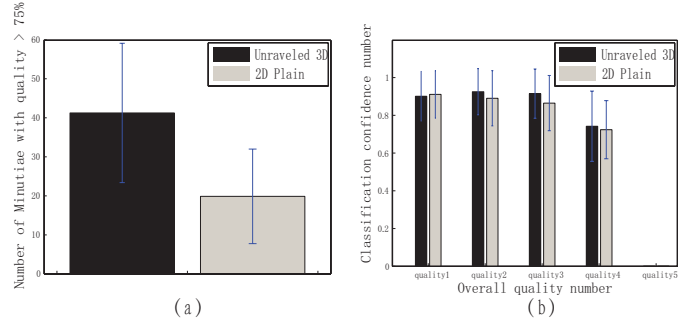 Number of Minutiae with quality > 75%
60
50
40
30
20
10
0
Unraveled 3D
2D Plain
(a)
Classification confidence number
1
0.8
0.6
0.4
0.2
0
Unraveled 3D
2D Plain
quality1 quality2 quality3 quality4 quality5
Overall quality number
(b)